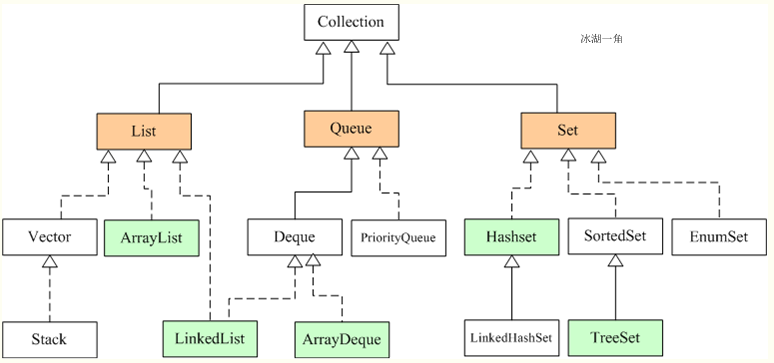 Collection
冰湖一角
List
Queue
Set
Vector
ArrayList
Deque
PriorityQueue
Hashset
SortedSet
EnumSet
Stack
LinkedList
ArrayDeque
LinkedHashSet
TreeSet